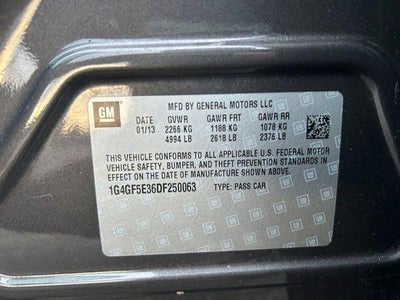 GM
MFD BY GENERAL MOTORS LLC
01/13 GVWR GAWR FRT GAWR RR
2266 KG 1188 KG 1078 KG
4994 LB 2618 LB 2376 LB
THIS VEHICLE CONFORMS TO ALL APPLICABLE U.S. FEDERAL MOTOR
VEHICLE SAFETY, BUMPER, AND THEFT PREVENTION STANDARDS
IN EFFECT ON THE DATE OF MANUFACTURE SHOWN ABOVE.
1G4GF5E36DF250063 TYPE: PASS CAR